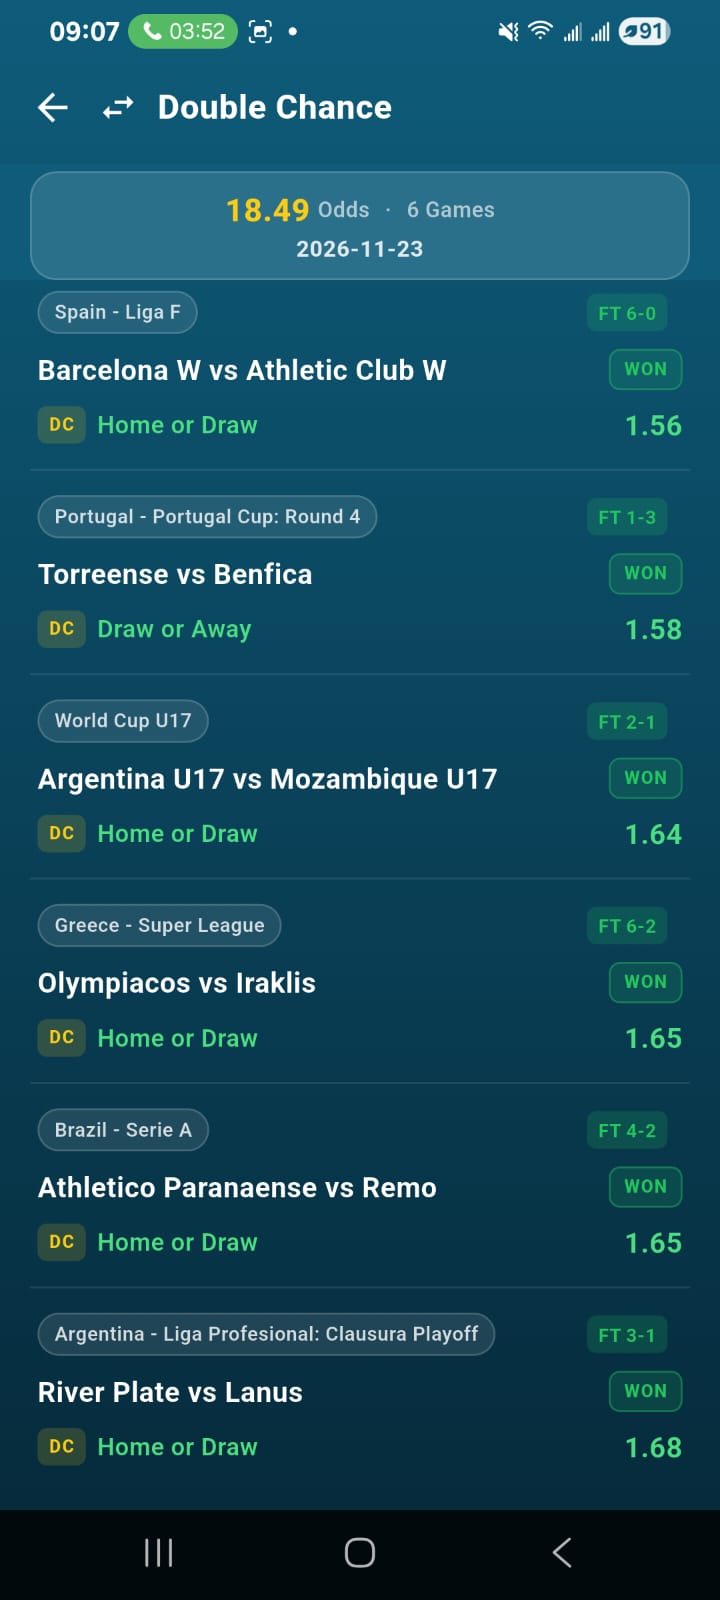 09:07 03:52 91
Double Chance
18.49 Odds · 6 Games
2026-11-23
Spain - Liga F FT 6-0
Barcelona W vs Athletic Club W WON
DC Home or Draw 1.56
Portugal - Portugal Cup: Round 4 FT 1-3
Torreense vs Benfica WON
DC Draw or Away 1.58
World Cup U17 FT 2-1
Argentina U17 vs Mozambique U17 WON
DC Home or Draw 1.64
Greece - Super League FT 6-2
Olympiacos vs Iraklis WON
DC Home or Draw 1.65
Brazil - Serie A FT 4-2
Athletico Paranaense vs Remo WON
DC Home or Draw 1.65
Argentina - Liga Profesional: Clausura Playoff FT 3-1
River Plate vs Lanus WON
DC Home or Draw 1.68